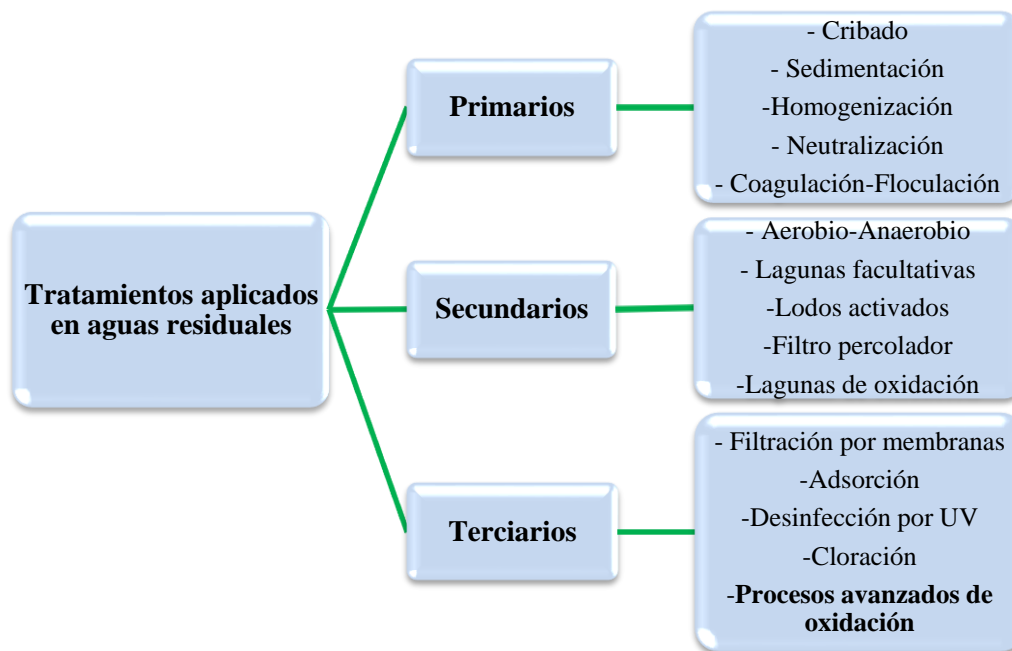 Tratamientos aplicados
en aguas residuales
Primarios
- Cribado
- Sedimentación
-Homogenización
- Neutralización
- Coagulación-Floculación
Secundarios
- Aerobio-Anaerobio
- Lagunas facultativas
-Lodos activados
-Filtro percolador
-Lagunas de oxidación
Terciarios
- Filtración por membranas
-Adsorción
-Desinfección por UV
-Cloración
-Procesos avanzados de
oxidación